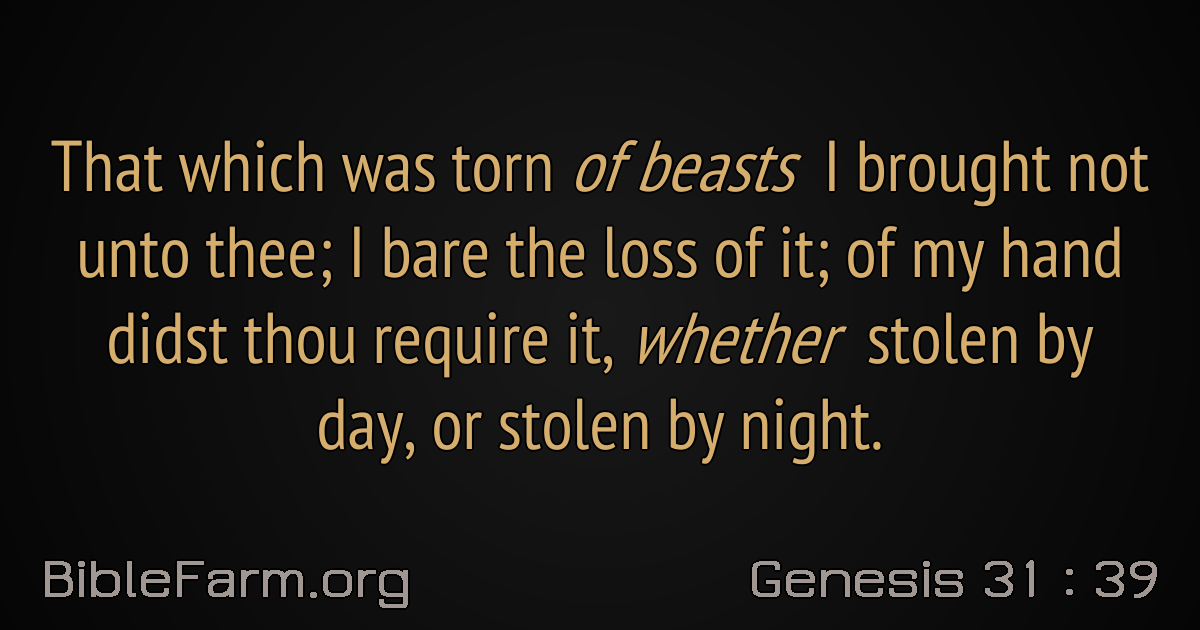 That which was torn of beasts I brought not
unto thee; I bare the loss of it; of my hand
didst thou require it, whether stolen by
day, or stolen by night.
BibleFarm.org
Genesis 31 : 39